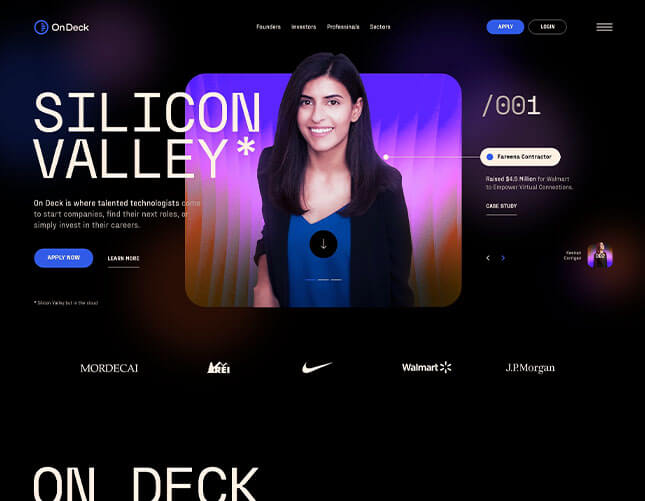 On Deck
Founders Investors Professinals Sectors
APPLY LOGIN
SILICON
VALLEY*
/001
Fareena Contractor
Raised $4.5 Million for Walmart
to Empower Virtual Connections.
CASE STUDY
On Deck is where talented technologists come
to start companies, find their next roles, or
simply invest in their careers.
APPLY NOW LEARN MORE
Corrigan
* Silicon Valley but in the cloud
MORDECAI REI Walmart J.P.Morgan
ON DECK